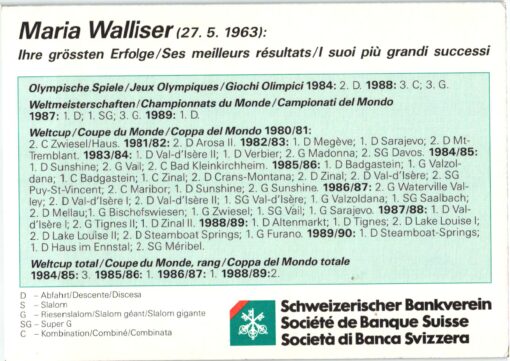 Maria Walliser (27. 5. 1963):
Ihre grössten Erfolge/Ses meilleurs résultats/I suoi più grandi successi
Olympische Spiele/Jeux Olympiques/Giochi Olimpici 1984: 2. D. 1988: 3. C; 3. G.
Weltmeisterschaften/Championnats du Monde/Campionati del Mondo
1987: 1. D; 1. SG; 3. G. 1989: 1. D.
Weltcup/Coupe du Monde/Coppa del Mondo 1980/81:
2. C Zwiesel/Haus. 1981/82: 2. D Arosa II. 1982/83: 1. D Megève; 1. D Sarajevo; 2. D Mt-
Tremblant. 1983/84: 1. D Val-d'Isère II; 1. D Verbier; 2. G Madonna; 2. SG Davos. 1984/85:
1. D Sunshine; 2. G Vail; 2. C Bad Kleinkirchheim. 1985/86: 1. D Badgastein; 1. G Valzol-
dana; 1. C Badgastein; 1. C Zinal; 2. D Crans-Montana; 2. D Zinal; 2. D Val-d'Isère; 2. SG
Puy-St-Vincent; 2. C Maribor; 1. D Sunshine; 2. G Sunshine. 1986/87: 2. G Waterville Val-
ley; 2. D Val-d'Isère I; 2. D Val-d'Isère II; 1. SG Val-d'Isère; 1. G Valzoldana; 1. SG Saalbach;
2. D Mellau; 1. G Bischofswiesen; 1. G Zwiesel; 1. SG Vail; 1. G Sarajevo. 1987/88: 1. D Val-
d'Isère I; 2. G Tignes II; 1. D Zinal II. 1988/89: 1. D Altenmarkt; 1. D Tignes; 2. D Lake Louise I;
2. D Lake Louise II; 2. D Steamboat Springs; 1. G Furano. 1989/90: 1. D Steamboat-Springs;
1. D Haus im Ennstal; 2. SG Méribel.
Weltcup total/Coupe du Monde, rang/Coppa del Mondo totale
1984/85: 3. 1985/86: 1. 1986/87: 1. 1988/89: 2.
D – Abfahrt/Descente/Discesa
S – Slalom
G – Riesenslalom/Slalom géant/Slalom gigante
SG – Super G
C – Kombination/Combiné/Combinata
Schweizerischer Bankverein
Société de Banque Suisse
Società di Banca Svizzera